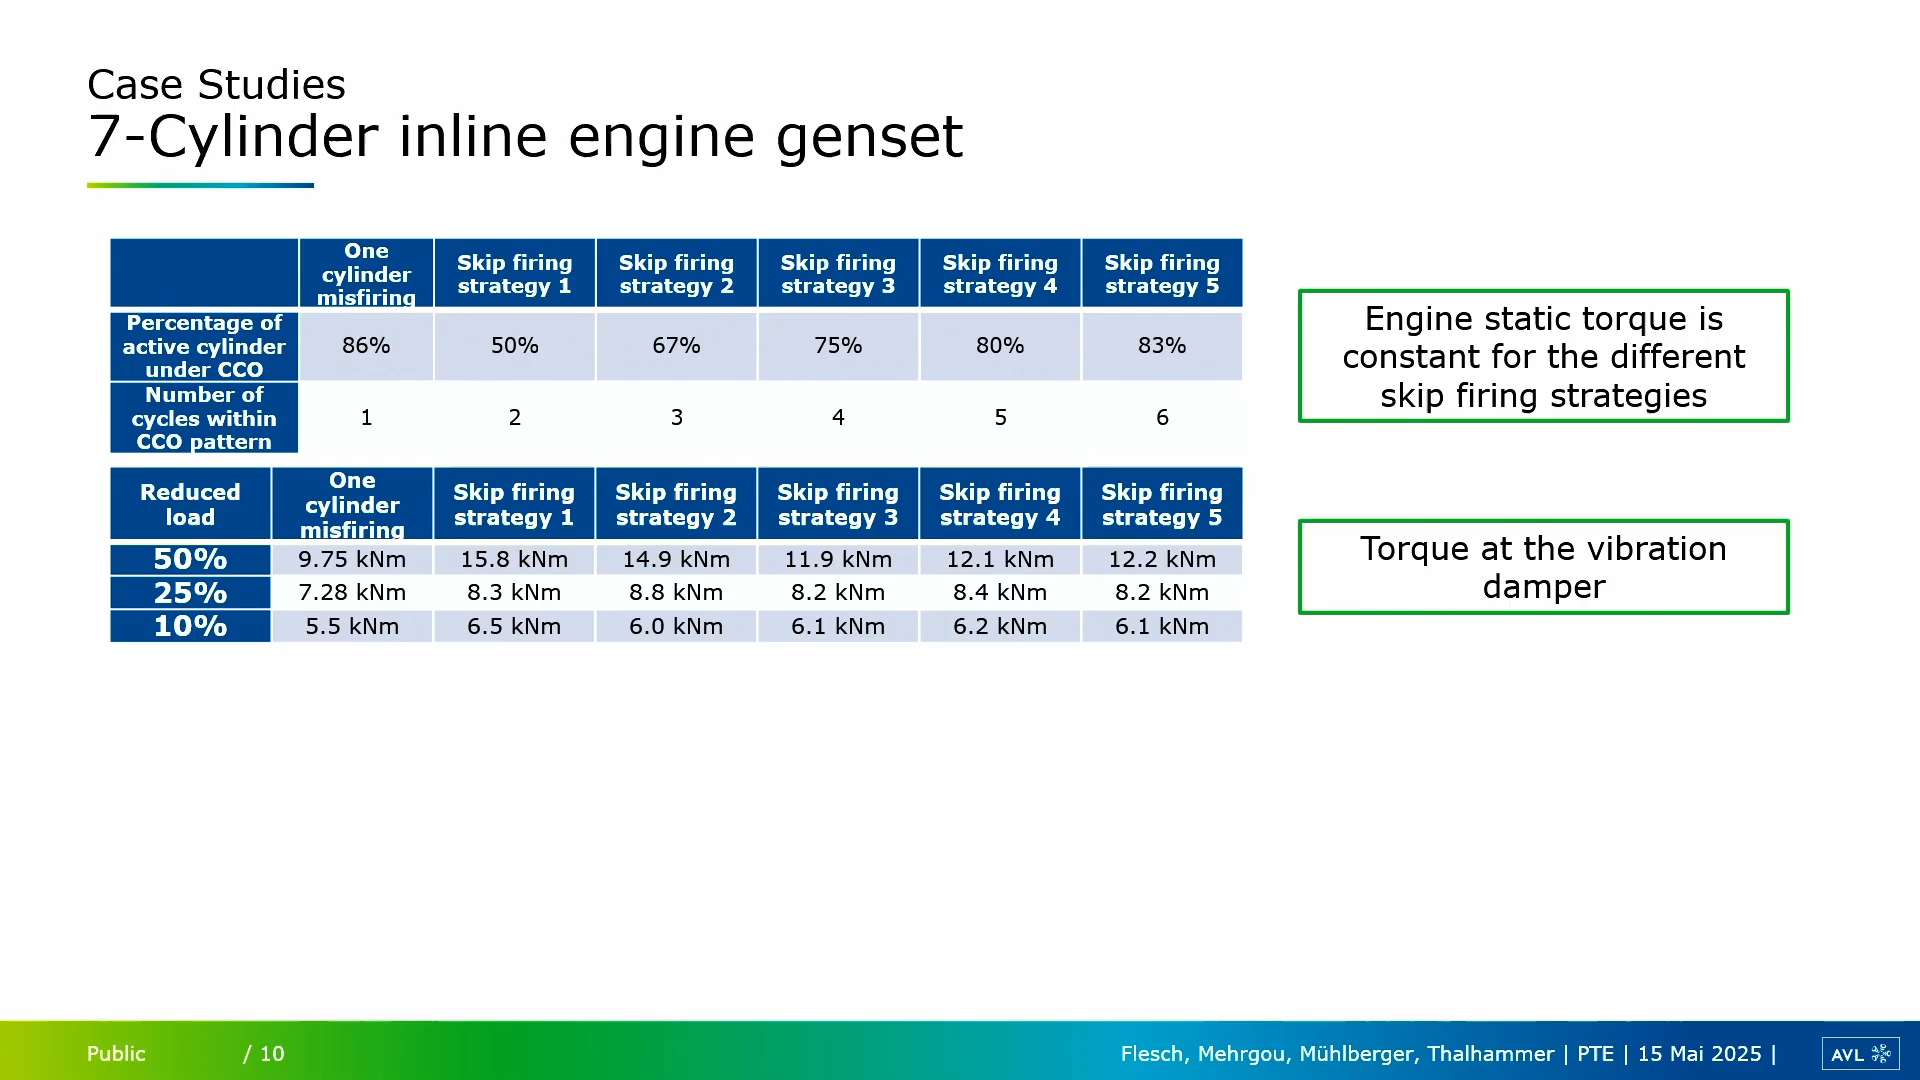 Case Studies
7-Cylinder inline engine genset
One cylinder misfiring | Skip firing strategy 1 | Skip firing strategy 2 | Skip firing strategy 3 | Skip firing strategy 4 | Skip firing strategy 5
Percentage of active cylinder under CCO | 86% | 50% | 67% | 75% | 80% | 83%
Number of cycles within CCO pattern | 1 | 2 | 3 | 4 | 5 | 6
Reduced load | One cylinder misfiring | Skip firing strategy 1 | Skip firing strategy 2 | Skip firing strategy 3 | Skip firing strategy 4 | Skip firing strategy 5
50% | 9.75 kNm | 15.8 kNm | 14.9 kNm | 11.9 kNm | 12.1 kNm | 12.2 kNm
25% | 7.28 kNm | 8.3 kNm | 8.8 kNm | 8.2 kNm | 8.4 kNm | 8.2 kNm
10% | 5.5 kNm | 6.5 kNm | 6.0 kNm | 6.1 kNm | 6.2 kNm | 6.1 kNm
Engine static torque is
constant for the different
skip firing strategies
Torque at the vibration
damper
Public / 10 Flesch, Mehrgou, Mühlberger, Thalhammer | PTE | 15 Mai 2025 | AVL